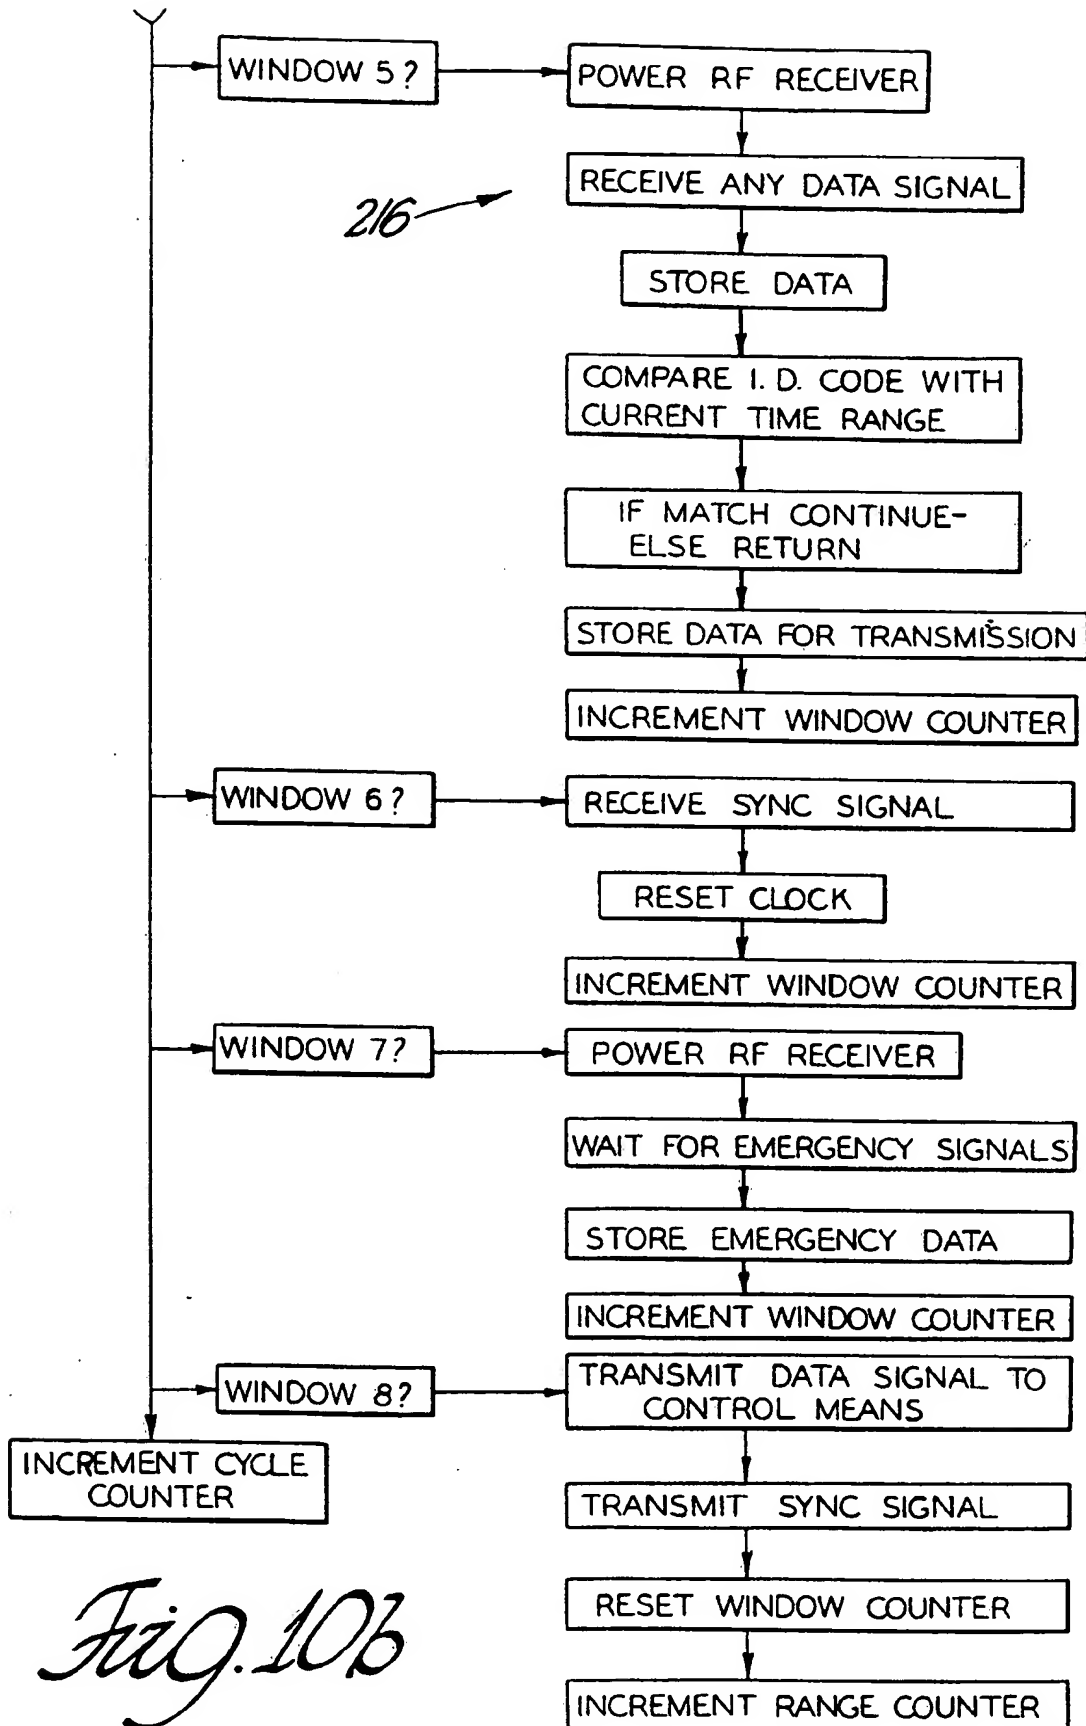 WINDOW 5?
POWER RF RECEIVER
RECEIVE ANY DATA SIGNAL
216
STORE DATA
COMPARE I. D. CODE WITH
CURRENT TIME RANGE
IF MATCH CONTINUE-
ELSE RETURN
STORE DATA FOR TRANSMISSION
INCREMENT WINDOW COUNTER
WINDOW 6?
RECEIVE SYNC SIGNAL
RESET CLOCK
INCREMENT WINDOW COUNTER
WINDOW 7?
POWER RF RECEIVER
WAIT FOR EMERGENCY SIGNALS
STORE EMERGENCY DATA
INCREMENT WINDOW COUNTER
WINDOW 8?
TRANSMIT DATA SIGNAL TO
CONTROL MEANS
INCREMENT CYCLE
COUNTER
TRANSMIT SYNC SIGNAL
RESET WINDOW COUNTER
INCREMENT RANGE COUNTER
Fig. 10b